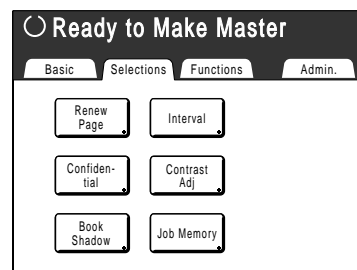 Ready to Make Master
Basic Selections Functions Admin.
Renew
Page
Interval
Confiden-
tial
Contrast
Adj
Book
Shadow
Job Memory